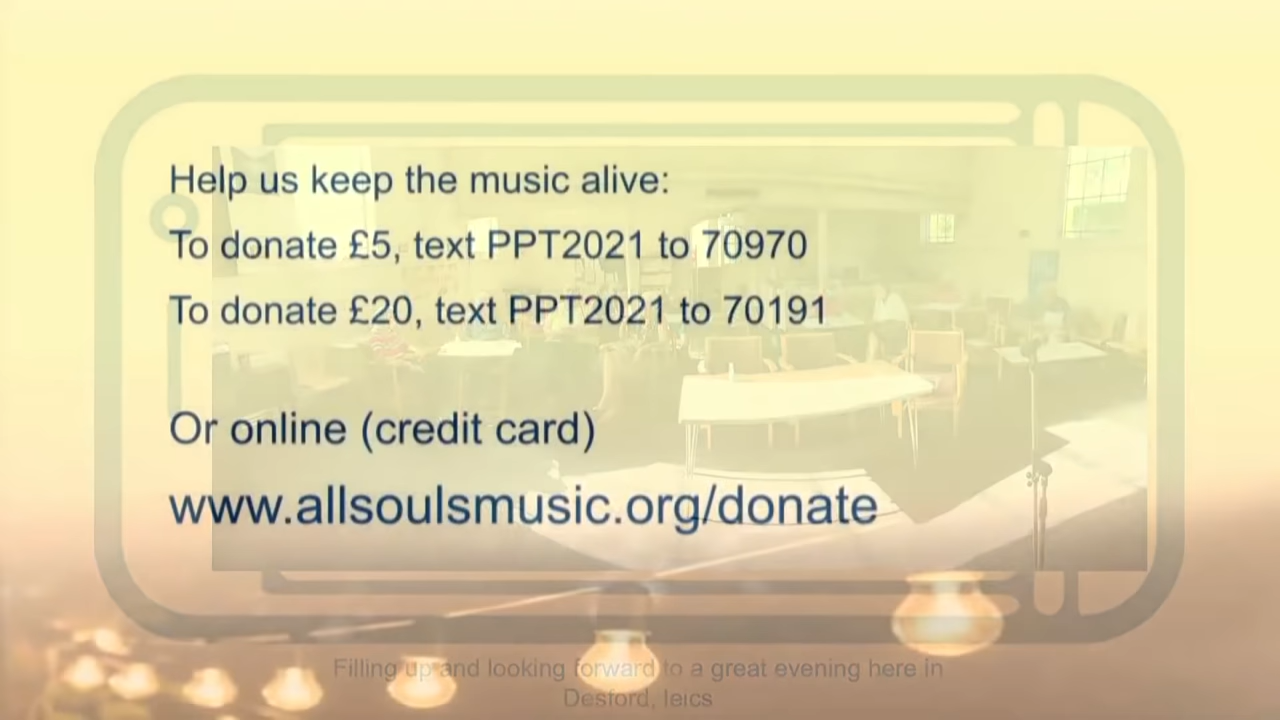 Help us keep the music alive:
To donate £5, text PPT2021 to 70970
To donate £20, text PPT2021 to 70191
Or online (credit card)
www.allsoulsmusic.org/donate
Filling up and looking forward to a great evening here in
Desford, leics